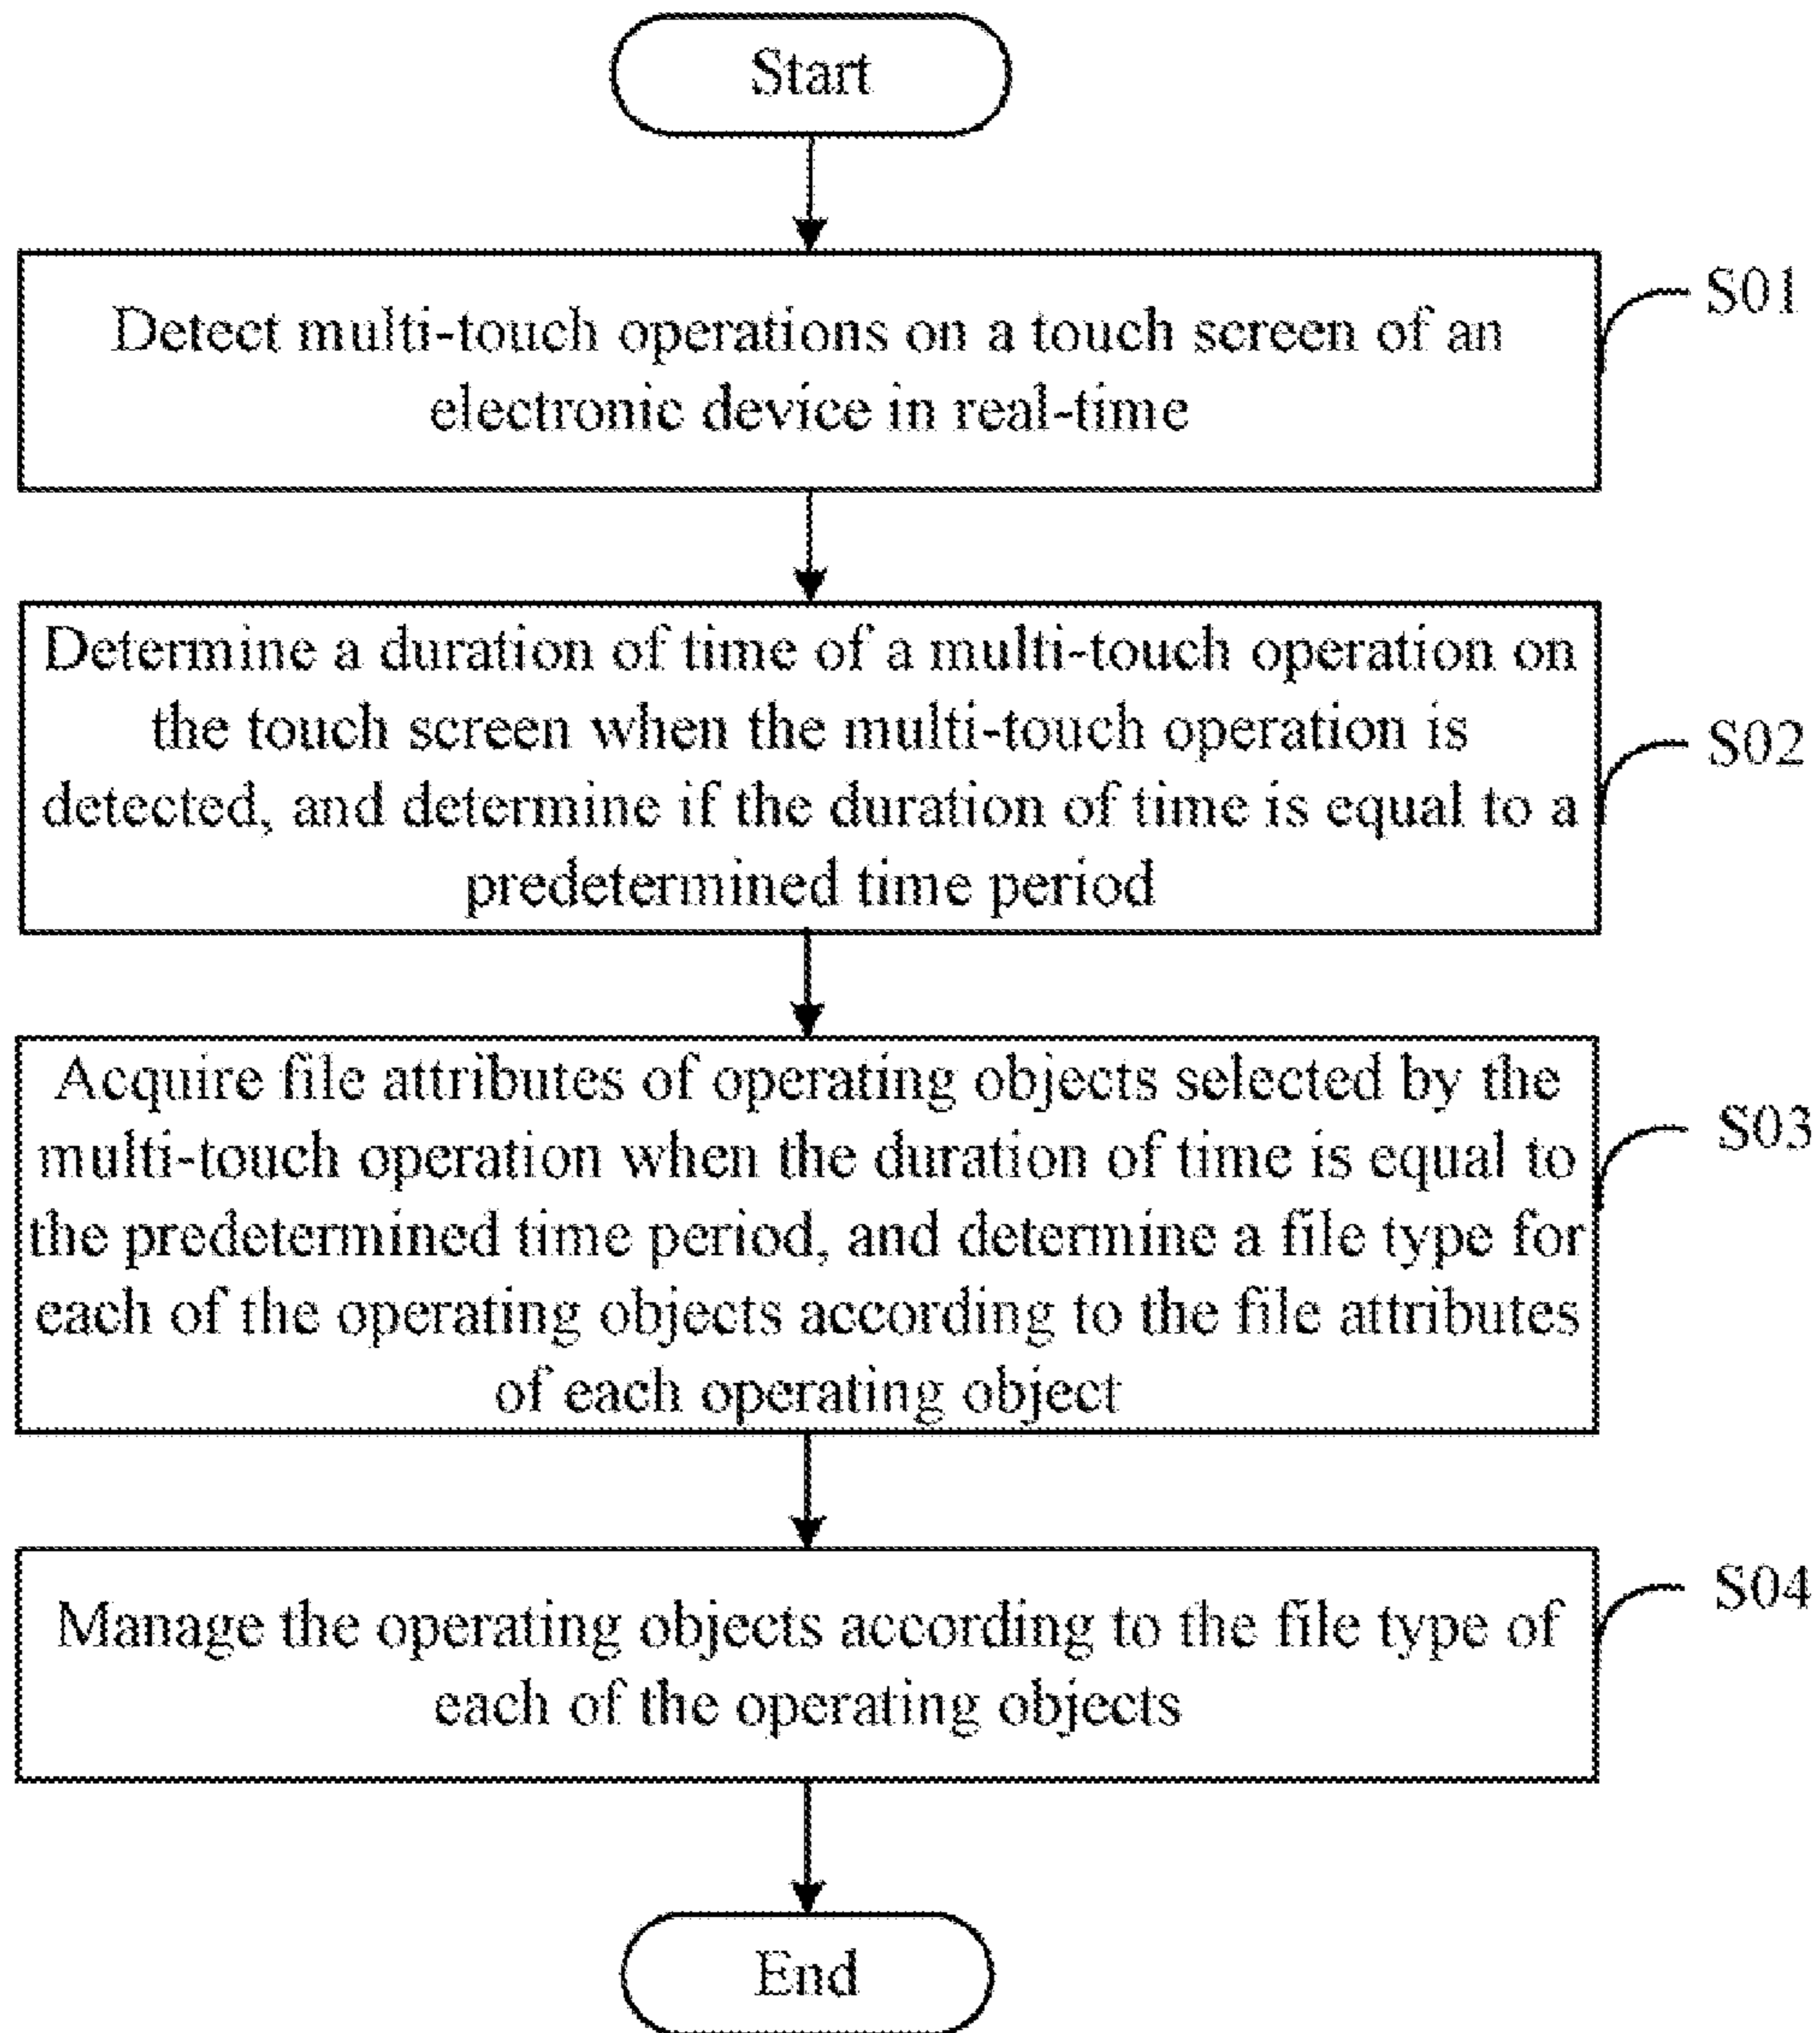 Start
Detect multi-touch operations on a touch screen of an
electronic device in real-time
S01
Determine a duration of time of a multi-touch operation on
the touch screen when the multi-touch operation is
detected, and determine if the duration of time is equal to a
predetermined time period
S02
Acquire file attributes of operating objects selected by the
multi-touch operation when the duration of time is equal to
the predetermined time period, and determine a file type for
each of the operating objects according to the file attributes
of each operating object
S03
Manage the operating objects according to the file type of
each of the operating objects
S04
End